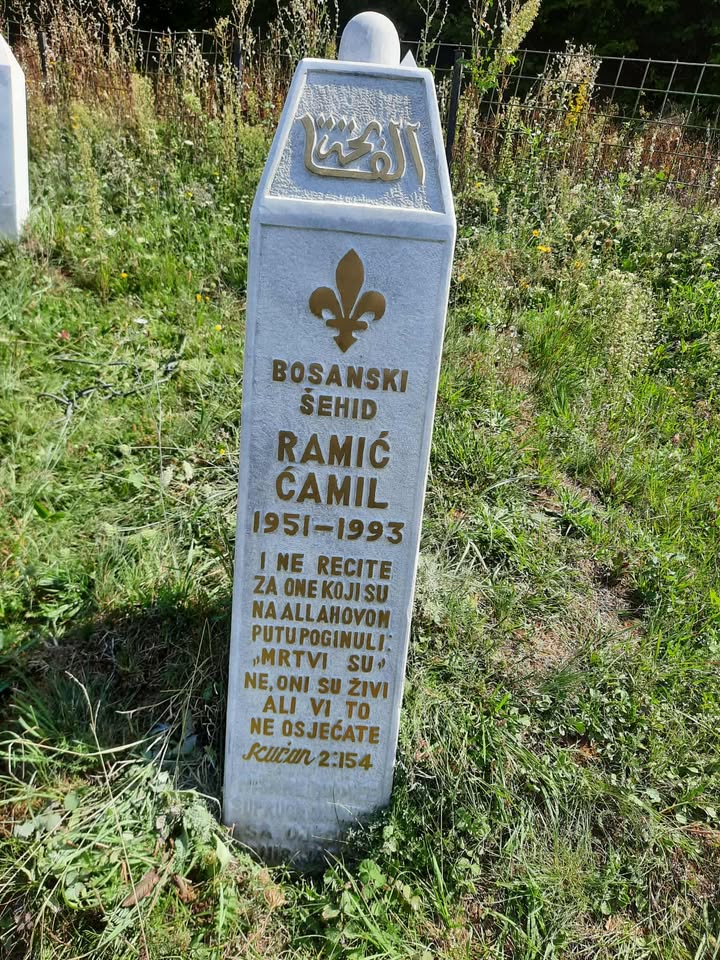 الفاتحة
BOSANSKI
ŠEHID
RAMIĆ
ĆAMIL
1951–1993
I NE RECITE
ZA ONE KOJI SU
NA ALLAHOVOM
PUTU POGINULI:
„MRTVI SU"
NE, ONI SU ŽIVI
ALI VI TO
NE OSJEĆATE
KUR'AN 2:154